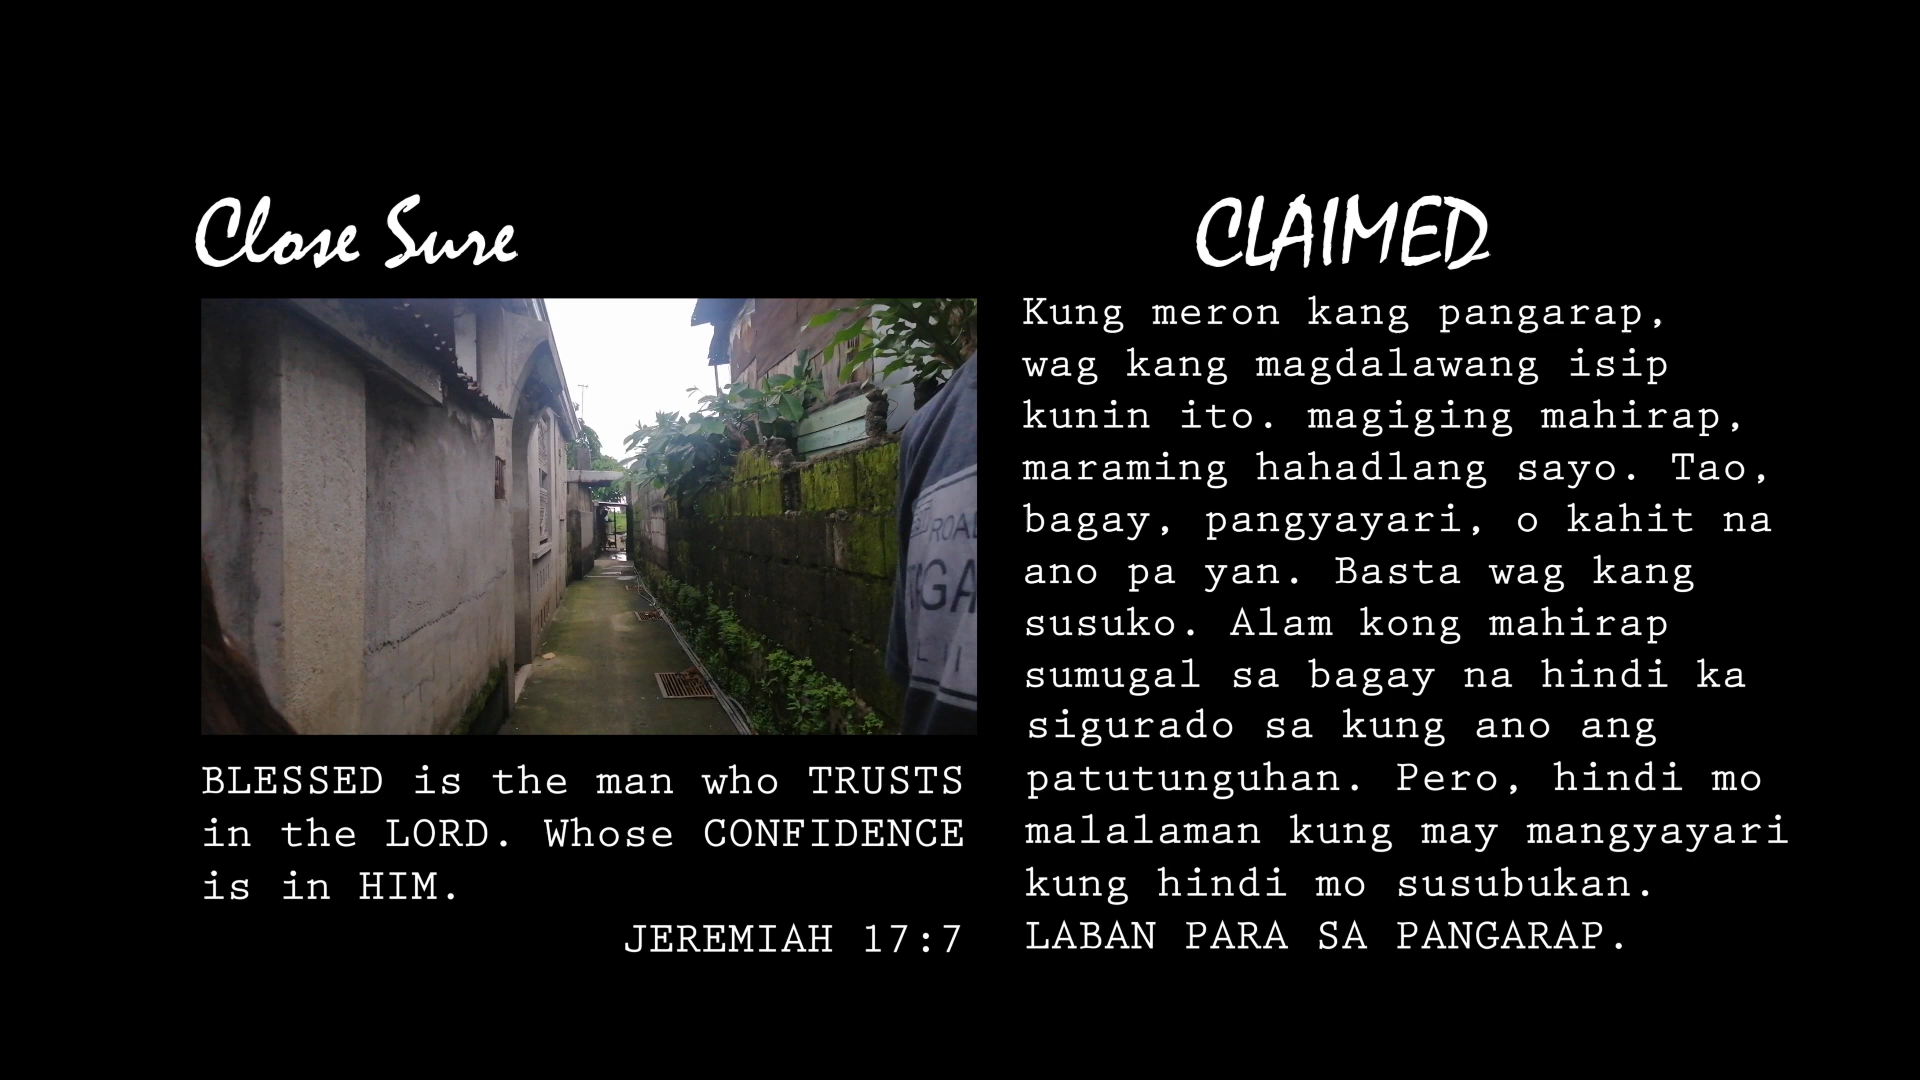 Close Sure
BLESSED is the man who TRUSTS
in the LORD. Whose CONFIDENCE
is in HIM.
JEREMIAH 17:7
CLAIMED
Kung meron kang pangarap,
wag kang magdalawang isip
kunin ito. magiging mahirap,
maraming hahadlang sayo. Tao,
bagay, pangyayari, o kahit na
ano pa yan. Basta wag kang
susuko. Alam kong mahirap
sumugal sa bagay na hindi ka
sigurado sa kung ano ang
patutunguhan. Pero, hindi mo
malalaman kung may mangyayari
kung hindi mo susubukan.
LABAN PARA SA PANGARAP.